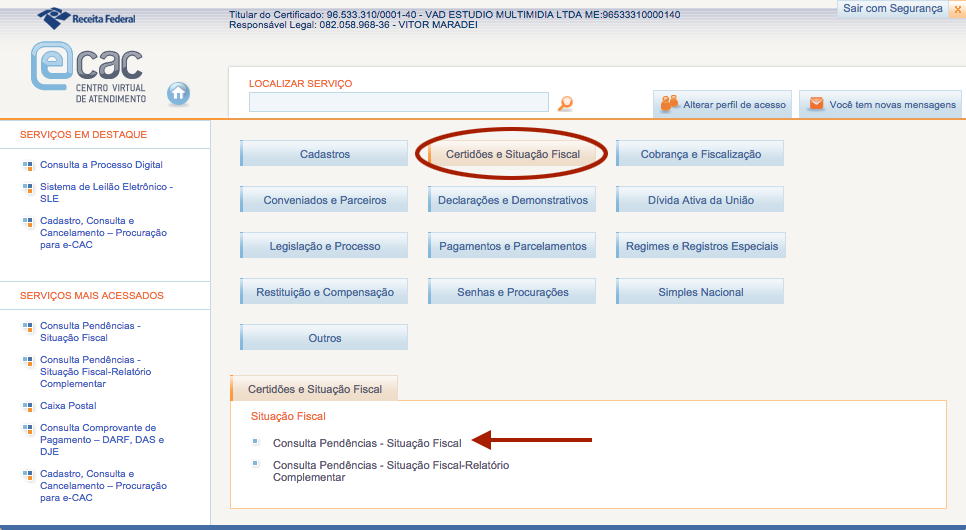 Receita Federal
Titular do Certificado: 96.533.310/0001-40 - VAD ESTUDIO MULTIMIDIA LTDA ME:96533310000140
Responsável Legal: 082.058.968-36 - VITOR MARADEI
Sair com Segurança
x
ecac
CENTRO VIRTUAL
DE ATENDIMENTO
LOCALIZAR SERVIÇO
Alterar perfil de acesso
Você tem novas mensagens
SERVIÇOS EM DESTAQUE
Consulta a Processo Digital
Sistema de Leilão Eletrônico -
SLE
Cadastro, Consulta e
Cancelamento – Procuração
para e-CAC
SERVIÇOS MAIS ACESSADOS
Consulta Pendências -
Situação Fiscal
Consulta Pendências -
Situação Fiscal-Relatório
Complementar
Caixa Postal
Consulta Comprovante de
Pagamento – DARF, DAS e
DJE
Cadastro, Consulta e
Cancelamento – Procuração
para e-CAC
Cadastros
Certidões e Situação Fiscal
Cobrança e Fiscalização
Conveniados e Parceiros
Declarações e Demonstrativos
Dívida Ativa da União
Legislação e Processo
Pagamentos e Parcelamentos
Regimes e Registros Especiais
Restituição e Compensação
Senhas e Procurações
Simples Nacional
Outros
Certidões e Situação Fiscal
Situação Fiscal
Consulta Pendências - Situação Fiscal
Consulta Pendências - Situação Fiscal-Relatório
Complementar